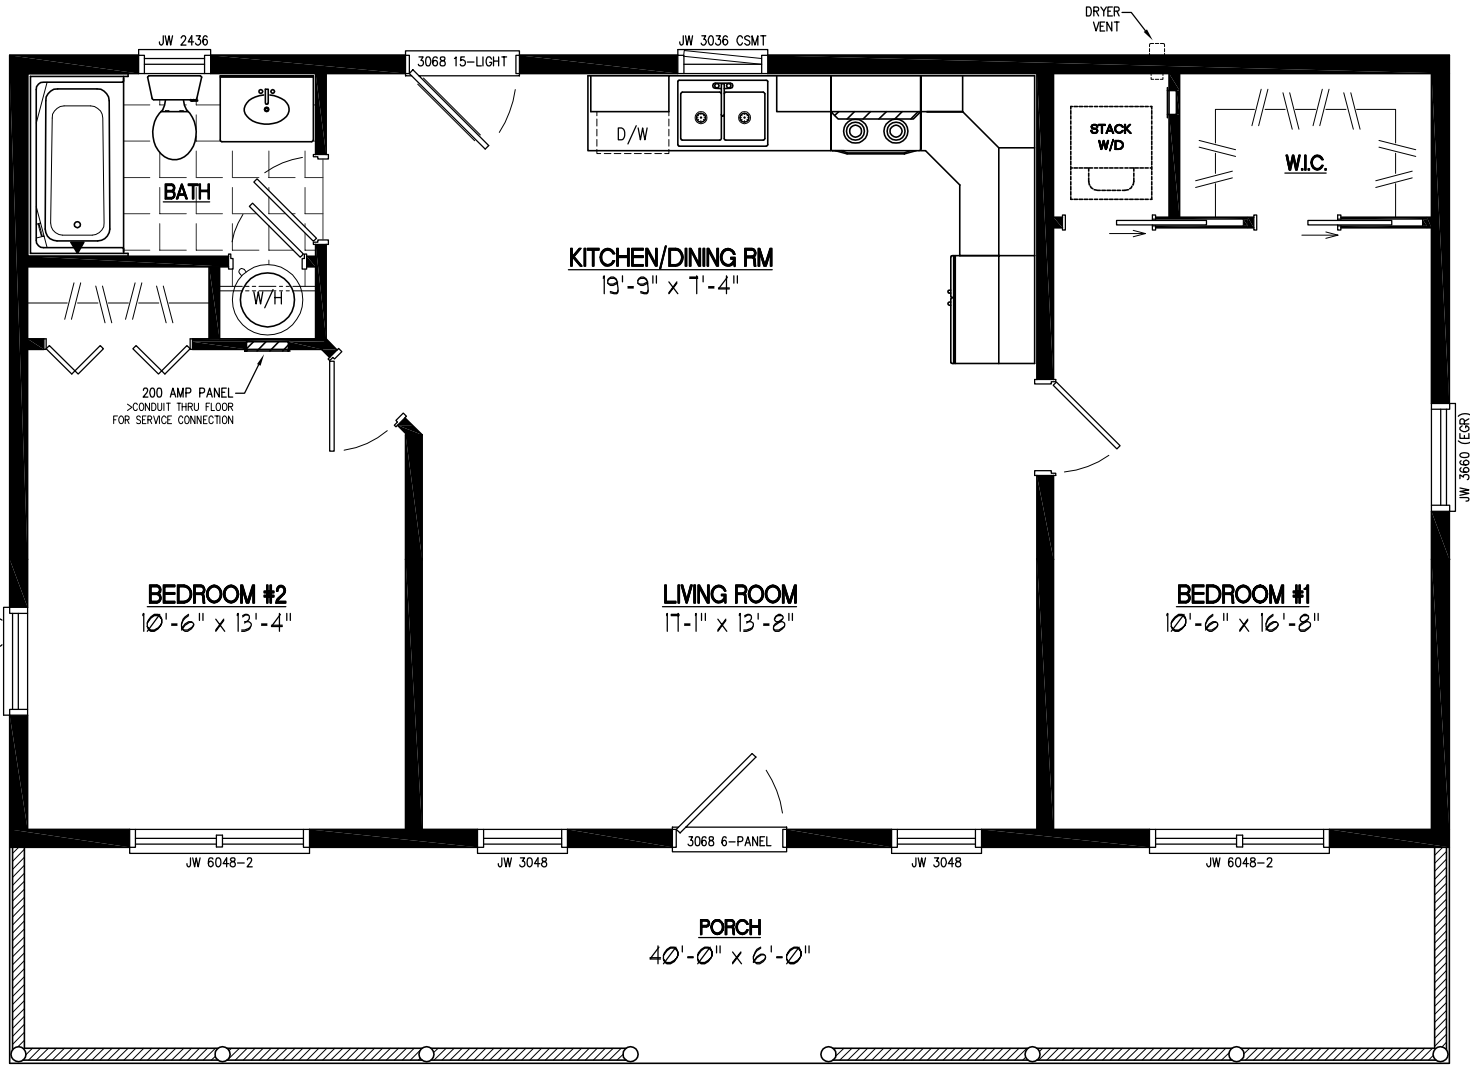 DRYER
VENT
JW 2436
3068 15-LIGHT
JW 3036 CSMT
D/W
STACK
W/D
W.I.C.
BATH
KITCHEN/DINING RM
19'-9" x 7'-4"
W/H
200 AMP PANEL
>CONDUIT THRU FLOOR
FOR SERVICE CONNECTION
JW 3660 (EGR)
BEDROOM #2
10'-6" x 13'-4"
LIVING ROOM
17-1" x 13'-8"
BEDROOM #1
10'-6" x 16'-8"
3068 6-PANEL
JW 6048-2
JW 3048
JW 3048
JW 6048-2
PORCH
40'-0" x 6'-0"